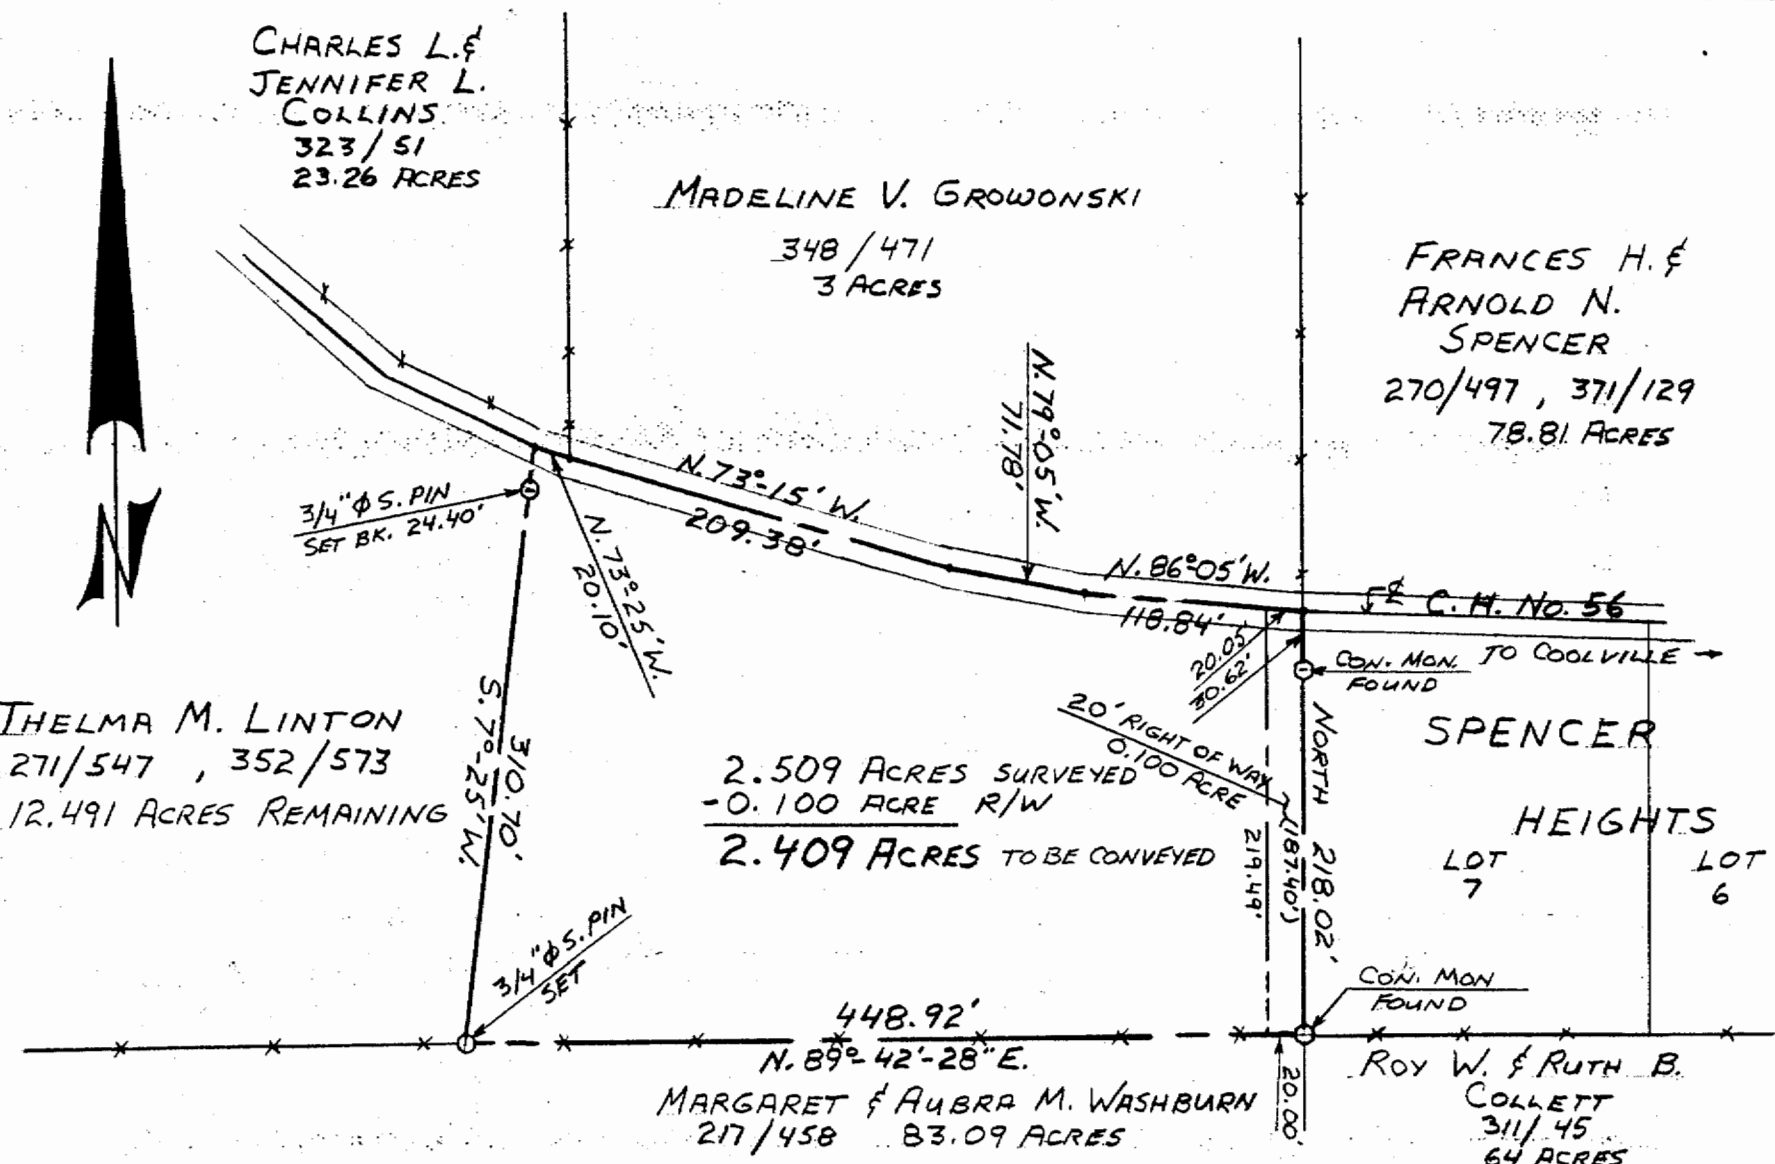 CHARLES L. &
JENNIFER L.
COLLINS
323/51
23.26 ACRES
MADELINE V. GROWONSKI
348/471
3 ACRES
FRANCES H. &
ARNOLD N.
SPENCER
270/497 , 371/129
78.81 ACRES
N
3/4" ϕ S. PIN
SET BK. 24.40'
N. 73°-25' W.
20.10'
N. 73°-15' W.
209.38'
N. 79°-05' W.
71.78'
N. 86°-05' W.
118.84'
℄ C. H. No. 56
TO COOLVILLE →
20.05'
30.62'
CON. MON.
FOUND
20' RIGHT OF WAY
0.100 ACRE
NORTH 218.02'
(187.40')
219.49'
SPENCER
HEIGHTS
LOT
7
LOT
6
THELMA M. LINTON
271/547 , 352/573
12.491 ACRES REMAINING
S. 7°-25' W.
310.70'
2.509 ACRES SURVEYED
-0.100 ACRE R/W
2.409 ACRES TO BE CONVEYED
3/4" ϕ S. PIN
SET
CON. MON
FOUND
448.92'
N. 89°-42'-28" E.
20.00'
MARGARET & AUBRA M. WASHBURN
217/458 83.09 ACRES
ROY W. & RUTH B.
COLLETT
311/45
64 ACRES